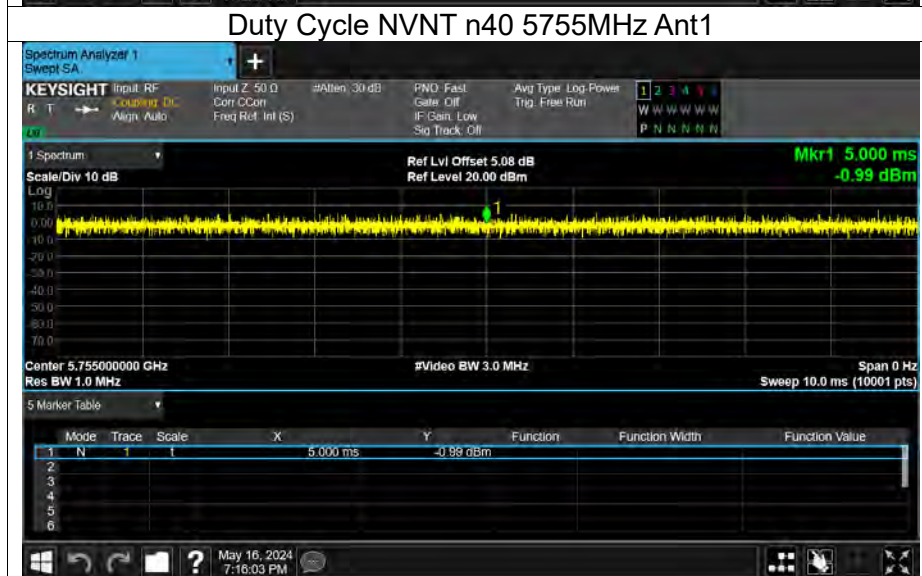 Duty Cycle NVNT n40 5755MHz Ant1
Spectrum Analyzer 1
Swept SA
+
KEYSIGHT Input: RF Input Z: 50 Ω #Atten: 30 dB PNO: Fast Avg Type: Log-Power 1 2 3 4 5 6
R T Coupling: DC Corr CCorr Gate: Off Trig: Free Run W W W W W W
Align: Auto Freq Ref: Int (S) IF Gain: Low
Sig Track: Off P N N N N N
1 Spectrum Ref Lvl Offset 5.08 dB Mkr1 5.000 ms
Scale/Div 10 dB Ref Level 20.00 dBm -0.99 dBm
Log
10.0
0.00
-10.0
-20.0
-30.0
-40.0
-50.0
-60.0
-70.0
1
Center 5.755000000 GHz #Video BW 3.0 MHz Span 0 Hz
Res BW 1.0 MHz Sweep 10.0 ms (10001 pts)
5 Marker Table
Mode Trace Scale X Y Function Function Width Function Value
1 N 1 t 5.000 ms -0.99 dBm
2
3
4
5
6
? May 16, 2024
7:16:03 PM